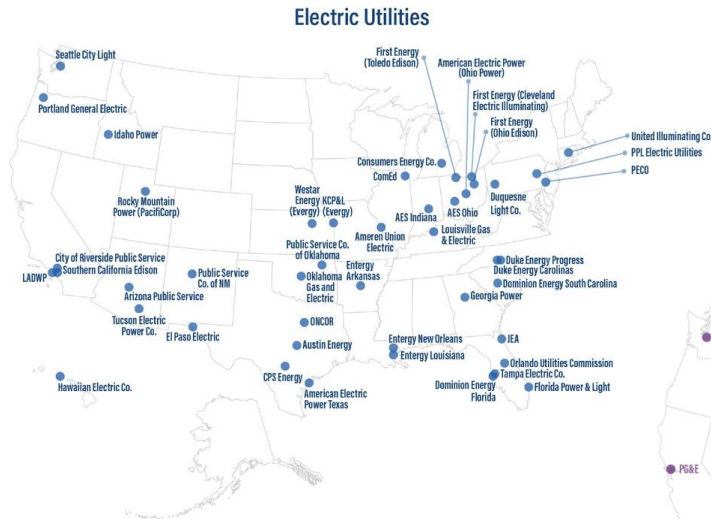 Electric Utilities
Seattle City Light
Portland General Electric
Idaho Power
Rocky Mountain
Power (PacifiCorp)
City of Riverside Public Service
Southern California Edison
LADWP
Arizona Public Service
Tucson Electric
Power Co.
Public Service
Co. of NM
El Paso Electric
Hawaiian Electric Co.
Westar
Energy
(Evergy)
KCP&L
(Evergy)
Public Service Co.
of Oklahoma
Oklahoma
Gas and
Electric
Entergy
Arkansas
ONCOR
Austin Energy
CPS Energy
American Electric
Power Texas
Entergy New Orleans
Entergy Louisiana
Ameren Union
Electric
Consumers Energy Co.
ComEd
AES Indiana
AES Ohio
Louisville Gas
& Electric
First Energy
(Toledo Edison)
American Electric Power
(Ohio Power)
First Energy (Cleveland
Electric Illuminating)
First Energy
(Ohio Edison)
Duquesne
Light Co.
United Illuminating Co
PPL Electric Utilities
PECO
Duke Energy Progress
Duke Energy Carolinas
Dominion Energy South Carolina
Georgia Power
JEA
Orlando Utilities Commission
Tampa Electric Co.
Dominion Energy
Florida
Florida Power & Light
PG&E